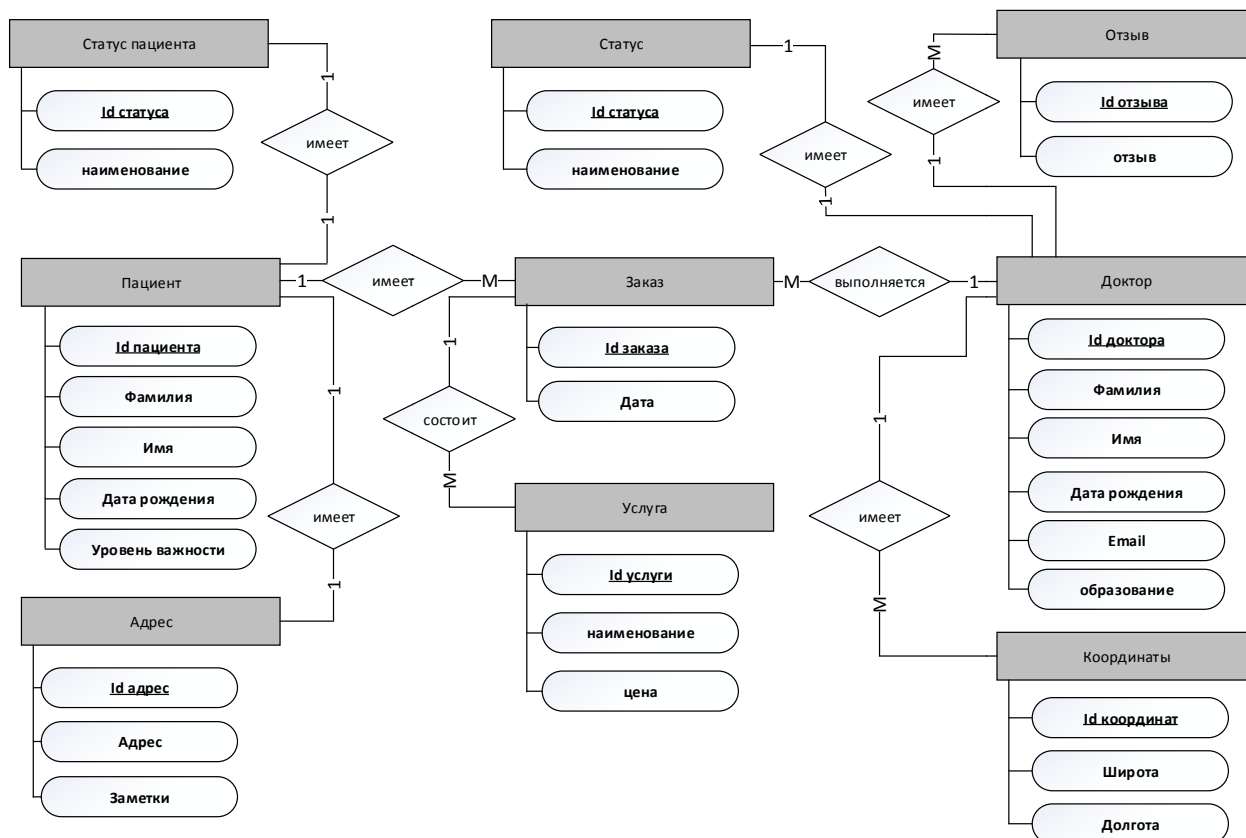 Статус пациента
Id статуса
наименование
1
имеет
1
Статус
Id статуса
наименование
1
имеет
1
Отзыв
Id отзыва
отзыв
М
имеет
1
Пациент
Id пациента
Фамилия
Имя
Дата рождения
Уровень важности
1
имеет
М
Заказ
Id заказа
Дата
М
выполняется
1
Доктор
Id доктора
Фамилия
Имя
Дата рождения
Email
образование
1
состоит
М
1
имеет
1
1
имеет
М
Услуга
Id услуги
наименование
цена
Адрес
Id адрес
Адрес
Заметки
Координаты
Id координат
Широта
Долгота